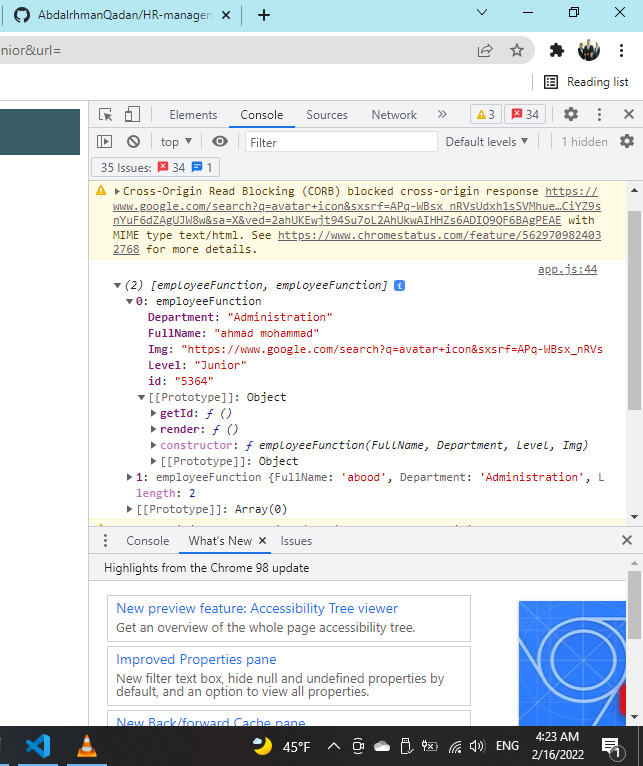 AbdalrhmanQadan/HR-managem
nior&url=
Reading list
Elements Console Sources Network » 3 34
top Filter Default levels 1 hidden
35 Issues: 34 1
Cross-Origin Read Blocking (CORB) blocked cross-origin response https://
www.google.com/search?q=avatar+icon&sxsrf=APq-WBsx_nRVsUdxh1sSVMhue…CiYZ9s
nYuF6dZAgUJW8w&sa=X&ved=2ahUKEwjt94Su7oL2AhUkwAIHHZs6ADIQ9QF6BAgPEAE with
MIME type text/html. See https://www.chromestatus.com/feature/562970982403
2768 for more details.
app.js:44
(2) [employeeFunction, employeeFunction]
0: employeeFunction
Department: "Administration"
FullName: "ahmad mohammad"
Img: "https://www.google.com/search?q=avatar+icon&sxsrf=APq-WBsx_nRVs
Level: "Junior"
id: "5364"
[[Prototype]]: Object
getId: ƒ ()
render: ƒ ()
constructor: ƒ employeeFunction(FullName, Department, Level, Img)
[[Prototype]]: Object
1: employeeFunction {FullName: 'abood', Department: 'Administration', L
length: 2
[[Prototype]]: Array(0)
Console What's New Issues
Highlights from the Chrome 98 update
New preview feature: Accessibility Tree viewer
Get an overview of the whole page accessibility tree.
Improved Properties pane
New filter text box, hide null and undefined properties by
default, and an option to view all properties.
New Back/forward Cache pane
45°F ENG 4:23 AM
2/16/2022 1